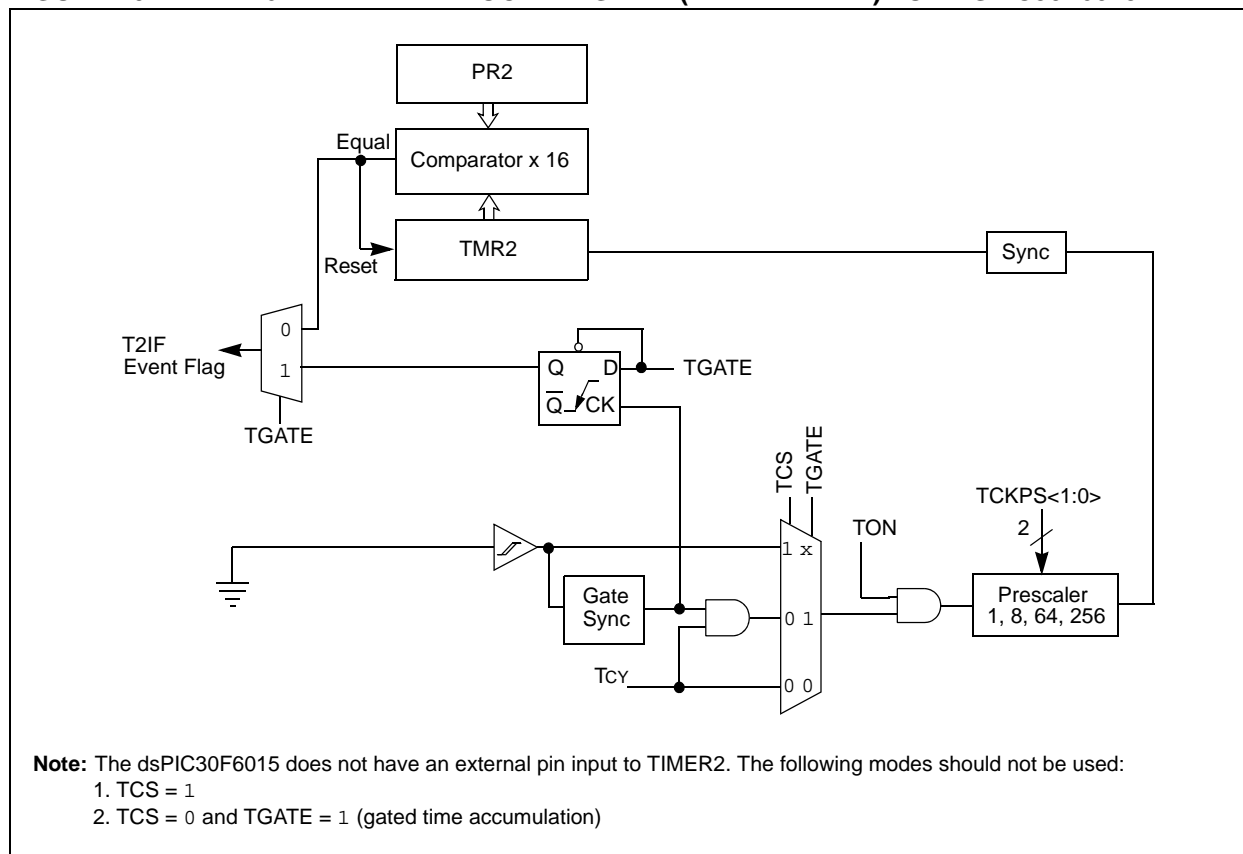 PR2
Equal
Comparator x 16
Reset
TMR2
Sync
0
1
T2IF
Event Flag
TGATE
Q
D
Q
CK
TGATE
TCS
TGATE
TCKPS<1:0>
2
TON
1 x
Gate
Sync
0 1
Prescaler
1, 8, 64, 256
TCY
0 0
Note: The dsPIC30F6015 does not have an external pin input to TIMER2. The following modes should not be used:
1. TCS = 1
2. TCS = 0 and TGATE = 1 (gated time accumulation)